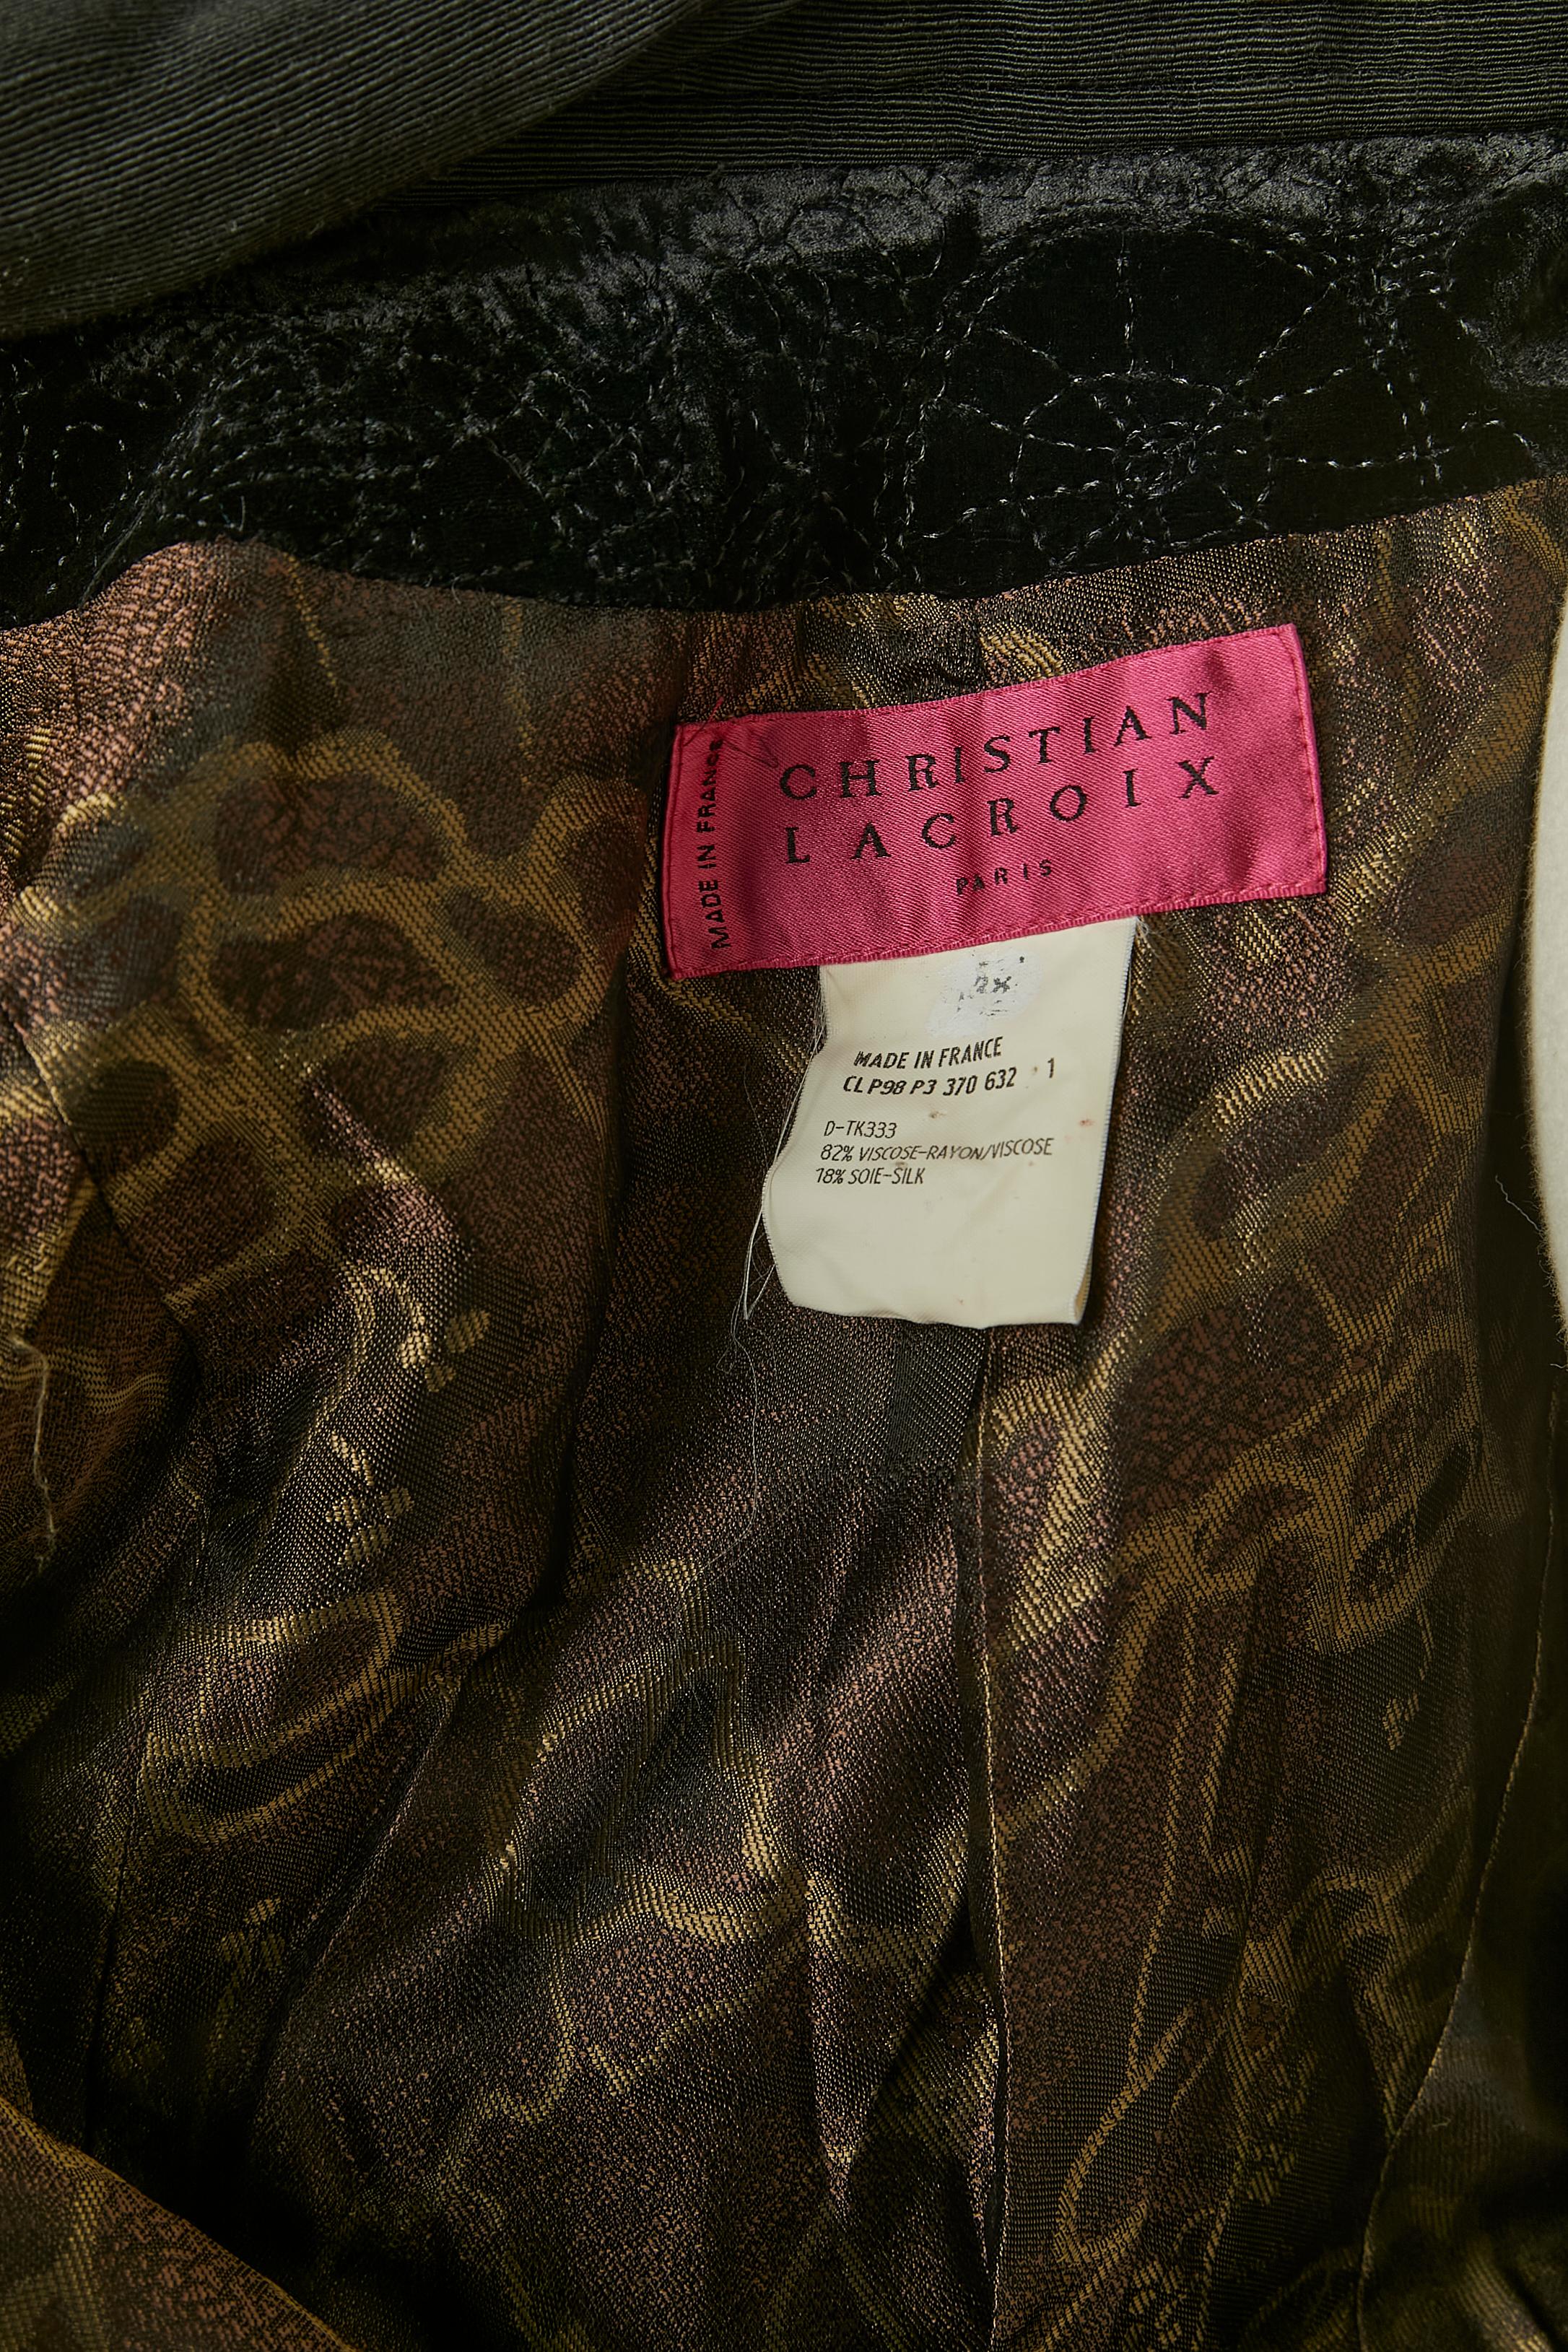 MADE IN FRANCE
CHRISTIAN
LACROIX
PARIS
MADE IN FRANCE
CL P98 P3 370 632 1
D-TK333
82% VISCOSE-RAYON/VISCOSE
18% SOIE-SILK